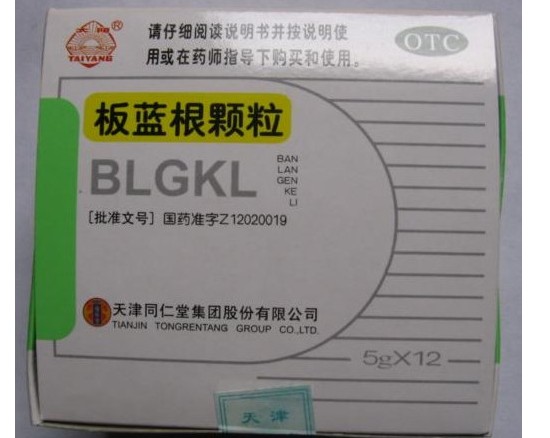 太阳®
TAIYANG
请仔细阅读说明书并按说明使
用或在药师指导下购买和使用。
OTC
板蓝根颗粒
BLGKL
BAN
LAN
GEN
KE
LI
[批准文号] 国药准字Z12020019
天津同仁堂集团股份有限公司
TIANJIN TONGRENTANG GROUP CO.,LTD.
5gX12
天津